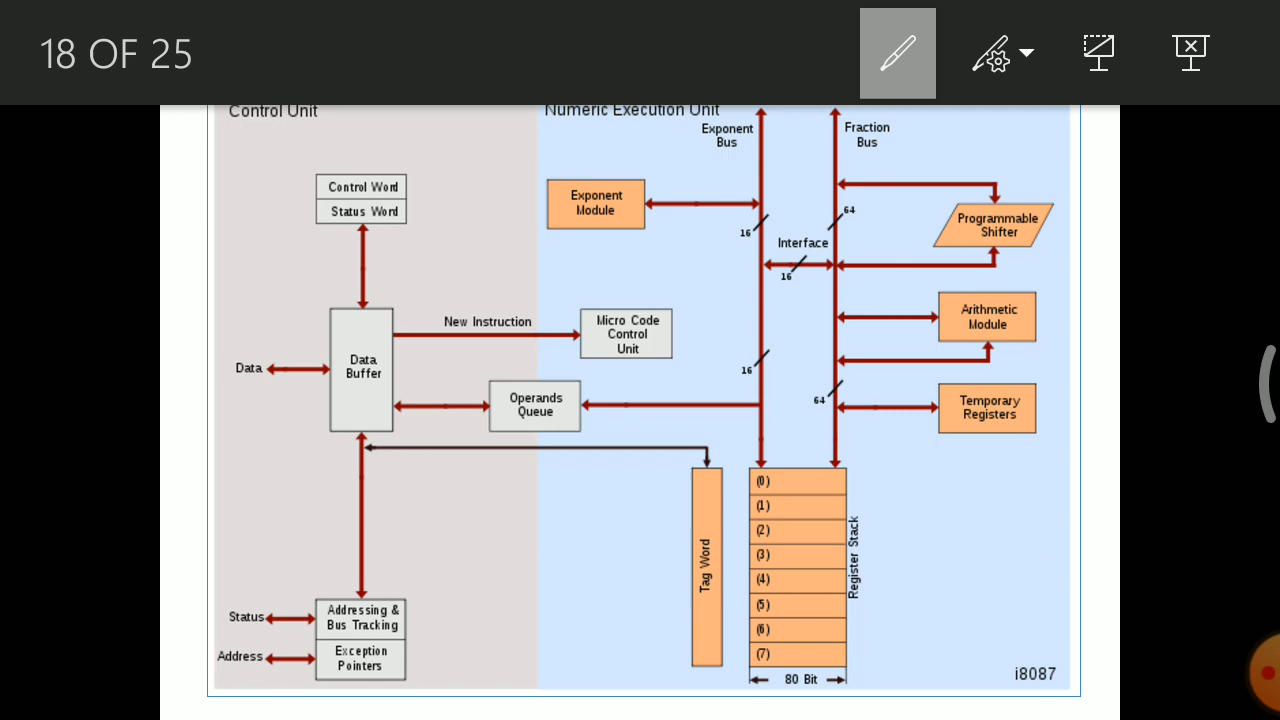 18 OF 25
Control Unit
Numeric Execution Unit
Exponent
Bus
Fraction
Bus
Control Word
Status Word
Exponent
Module
16
64
Programmable
Shifter
Interface
16
New Instruction
Micro Code
Control
Unit
Arithmetic
Module
Data
Data
Buffer
16
64
Operands
Queue
Temporary
Registers
Tag Word
(0)
(1)
(2)
(3)
(4)
(5)
(6)
(7)
Register Stack
Status
Addressing &
Bus Tracking
Address
Exception
Pointers
80 Bit
i8087